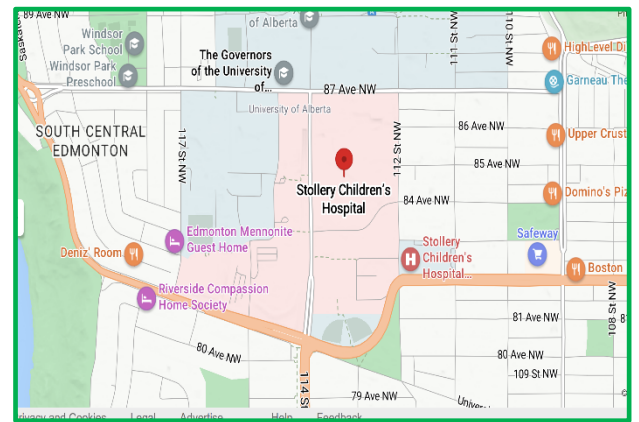 89 Ave NW
of Alberta
Windsor
Park School
Windsor Park
Preschool
The Governors
of the University
of...
111 St NW
110 St NW
HighLevel Di
Garneau The
87 Ave NW
University of Alberta
SOUTH CENTRAL
EDMONTON
117 St NW
112 St NW
86 Ave NW
Upper Crust
85 Ave NW
Stollery Children's
Hospital
84 Ave NW
Domino's Piz
Edmonton Mennonite
Guest Home
Deniz' Room
Stollery
Children's
Hospital...
Safeway
Boston
Riverside Compassion
Home Society
81 Ave NW
108 St NW
80 Ave NW
80 Ave NW
109 St NW
114 St
79 Ave NW
Univer
rivacy and Cookies
Legal
Advertise
Help
Feedback